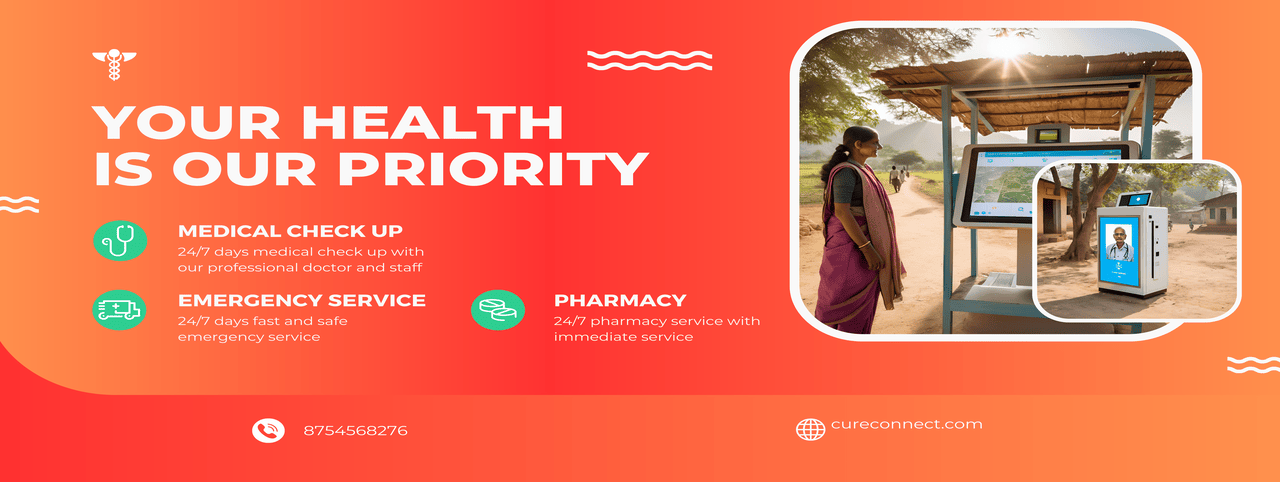 YOUR HEALTH
IS OUR PRIORITY
MEDICAL CHECK UP
24/7 days medical check up with
our professional doctor and staff
EMERGENCY SERVICE
24/7 days fast and safe
emergency service
PHARMACY
24/7 pharmacy service with
immediate service
8754568276
cureconnect.com